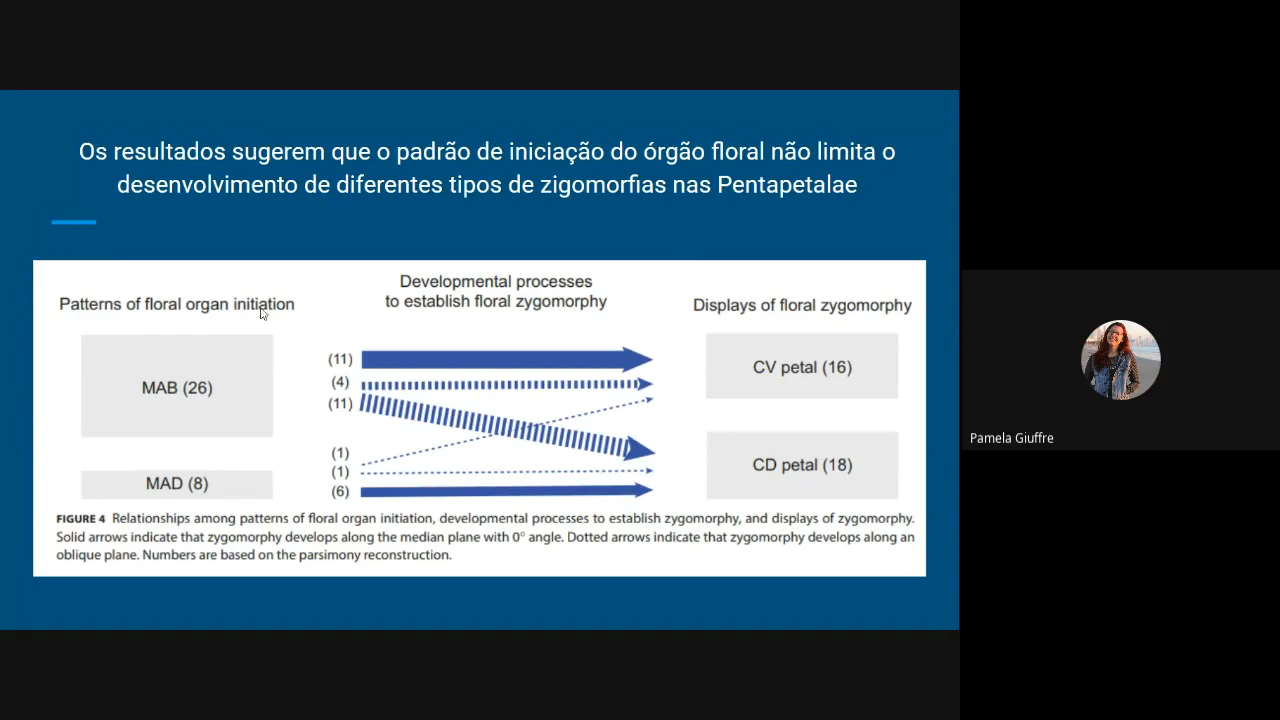 Os resultados sugerem que o padrão de iniciação do órgão floral não limita o
desenvolvimento de diferentes tipos de zigomorfias nas Pentapetalae
Patterns of floral organ initiation
Developmental processes
to establish floral zygomorphy
Displays of floral zygomorphy
MAB (26)
MAD (8)
(11)
(4)
(11)
(1)
(1)
(6)
CV petal (16)
CD petal (18)
FIGURE 4 Relationships among patterns of floral organ initiation, developmental processes to establish zygomorphy, and displays of zygomorphy.
Solid arrows indicate that zygomorphy develops along the median plane with 0° angle. Dotted arrows indicate that zygomorphy develops along an
oblique plane. Numbers are based on the parsimony reconstruction.
Pamela Giuffre